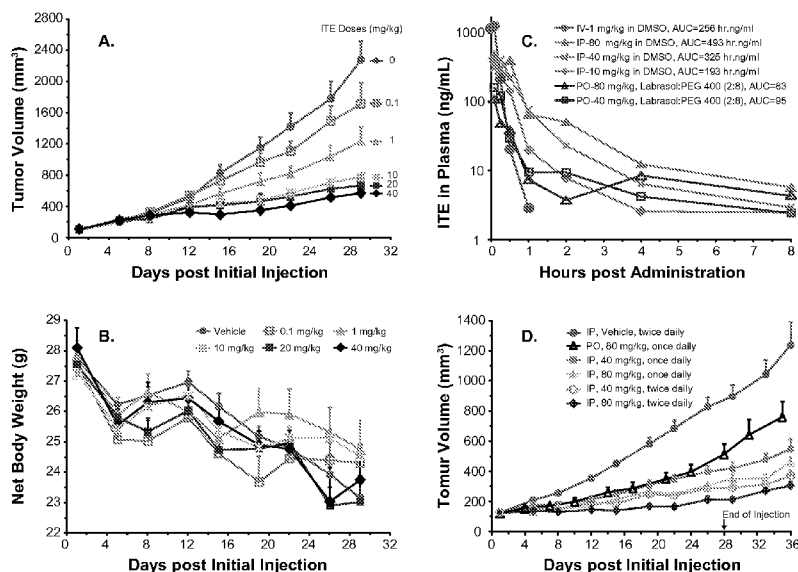 A.
ITE Doses (mg/kg)
2800
2400
2000
1600
1200
800
400
0
0
0.1
1
10
20
40
Tumor Volume (mm³)
0 4 8 12 16 20 24 28 32
Days post Initial Injection
C.
IV-1 mg/kg in DMSO, AUC=256 hr.ng/ml
IP-80 mg/kg in DMSO, AUC=493 hr.ng/ml
IP-40 mg/kg in DMSO, AUC=325 hr.ng/ml
IP-10 mg/kg in DMSO, AUC=193 hr.ng/ml
PO-80 mg/kg, Labrasol:PEG 400 (2:8), AUC=63
PO-40 mg/kg, Labrasol:PEG 400 (2:8), AUC=95
1000
100
10
1
ITE in Plasma (ng/mL)
0 1 2 3 4 5 6 7 8
Hours post Administration
B.
Vehicle 0.1 mg/kg 1 mg/kg
10 mg/kg 20 mg/kg 40 mg/kg
29
28
27
26
25
24
23
22
Net Body Weight (g)
0 4 8 12 16 20 24 28 32
Days post Initial Injection
D.
IP, Vehicle, twice daily
PO, 80 mg/kg, once daily
IP, 40 mg/kg, once daily
IP, 80 mg/kg, once daily
IP, 40 mg/kg, twice daily
IP, 80 mg/kg, twice daily
1400
1200
1000
800
600
400
200
0
Tomur Volume (mm³)
End of Injection
0 4 8 12 16 20 24 28 32 36
Days post Initial Injection